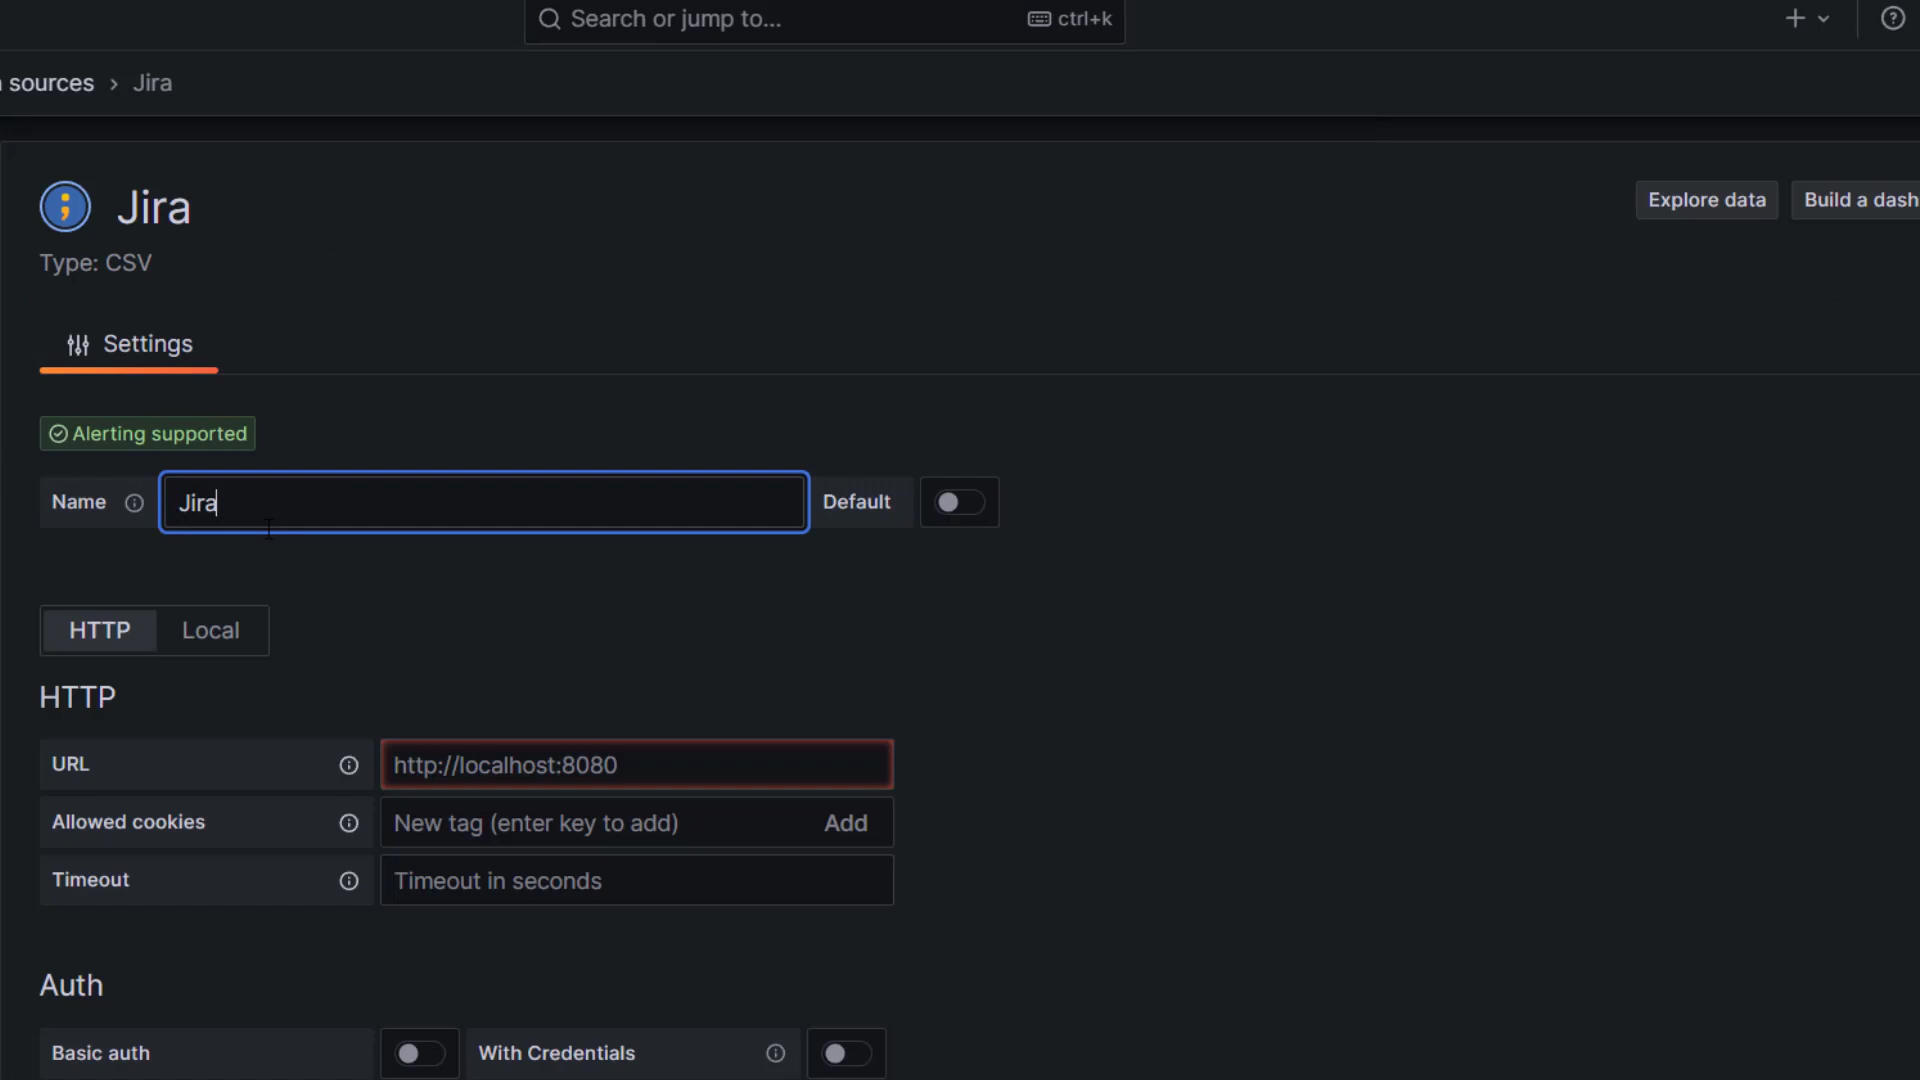 Search or jump to... ctrl+k
sources › Jira
Jira
Explore data
Build a dash
Type: CSV
Settings
Alerting supported
Name Jira Default
HTTP Local
HTTP
URL http://localhost:8080
Allowed cookies New tag (enter key to add) Add
Timeout Timeout in seconds
Auth
Basic auth With Credentials